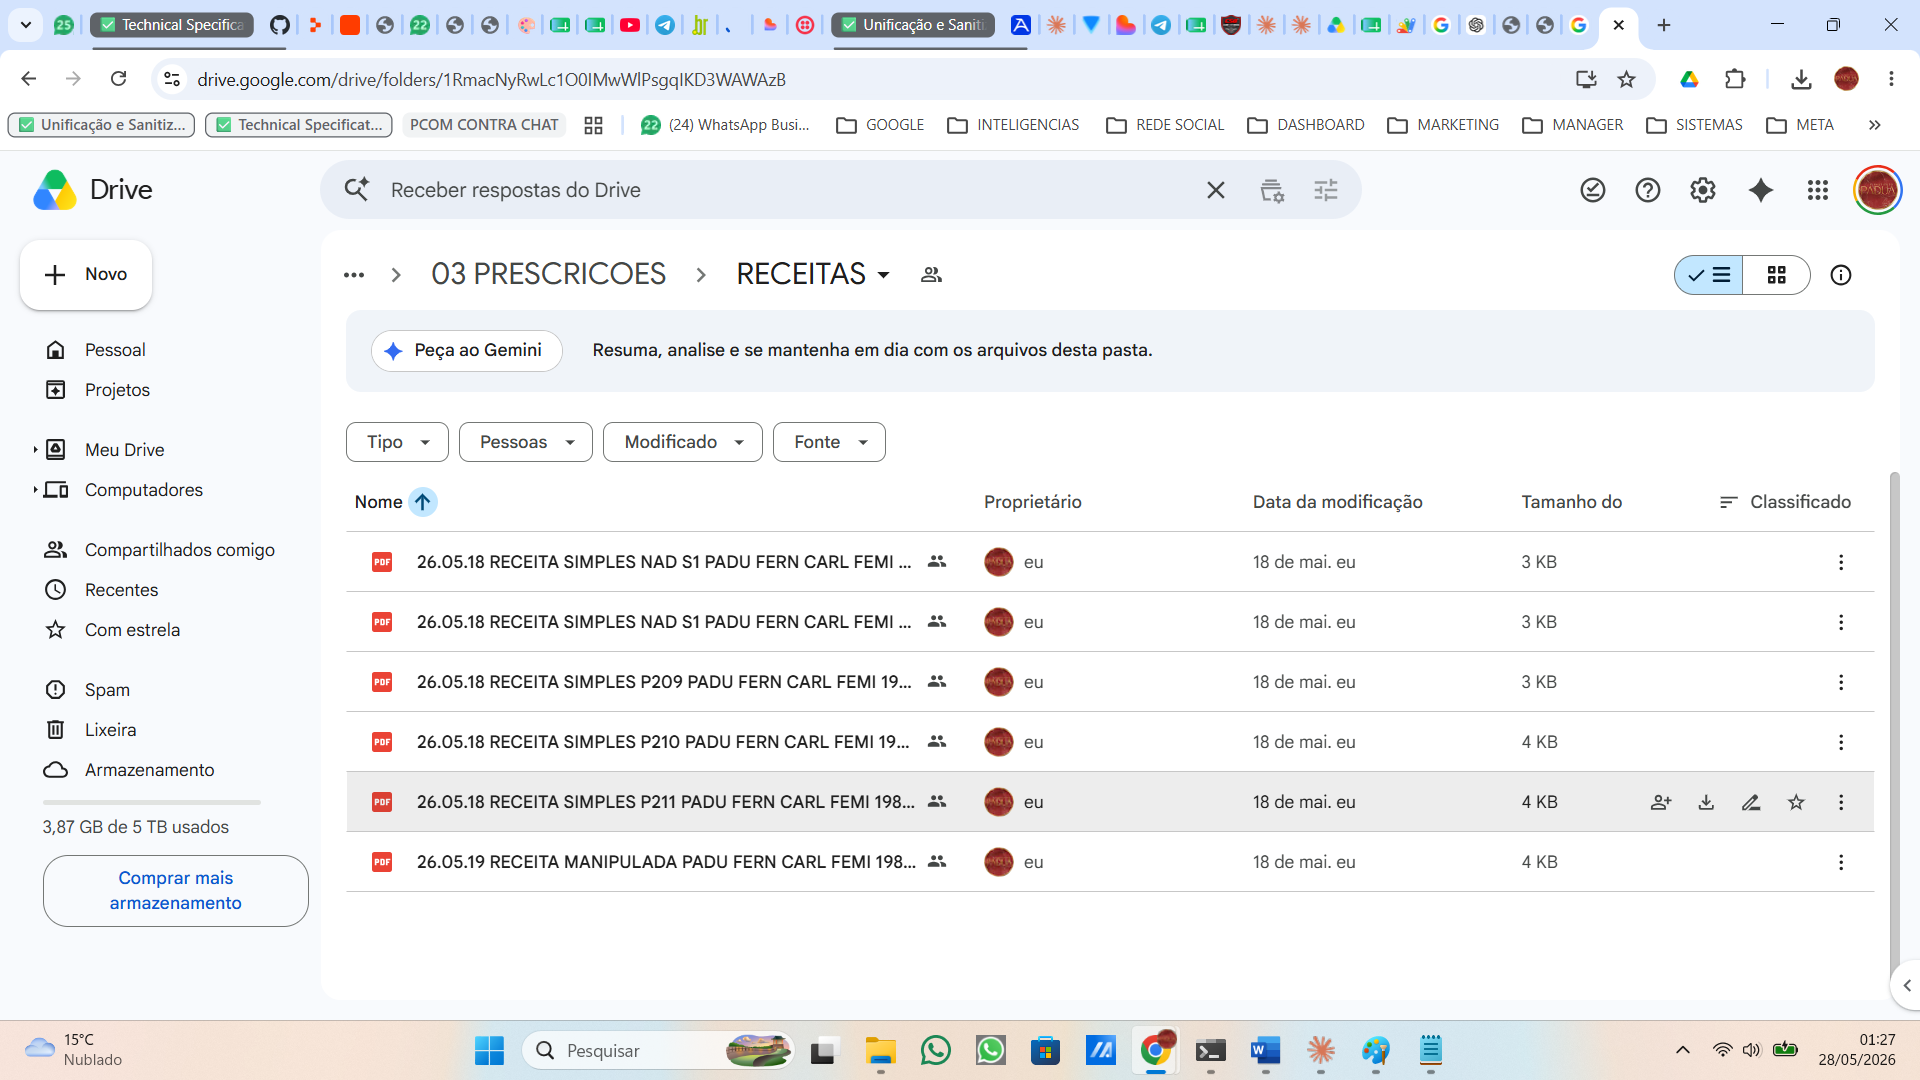 25
Technical Specifica
22
Unificação e Saniti
drive.google.com/drive/folders/1RmacNyRwLc1O0IMwWlPsgqIKD3WAWAzB
Unificação e Sanitiz...
Technical Specificat...
PCOM CONTRA CHAT
22 (24) WhatsApp Busi...
GOOGLE
INTELIGENCIAS
REDE SOCIAL
DASHBOARD
MARKETING
MANAGER
SISTEMAS
META
Drive
Receber respostas do Drive
Novo
03 PRESCRICOES
RECEITAS
Peça ao Gemini
Resuma, analise e se mantenha em dia com os arquivos desta pasta.
Pessoal
Projetos
Meu Drive
Computadores
Compartilhados comigo
Recentes
Com estrela
Spam
Lixeira
Armazenamento
3,87 GB de 5 TB usados
Comprar mais
armazenamento
Tipo
Pessoas
Modificado
Fonte
Nome
Proprietário
Data da modificação
Tamanho do
Classificado
PDF 26.05.18 RECEITA SIMPLES NAD S1 PADU FERN CARL FEMI ... eu 18 de mai. eu 3 KB
PDF 26.05.18 RECEITA SIMPLES NAD S1 PADU FERN CARL FEMI ... eu 18 de mai. eu 3 KB
PDF 26.05.18 RECEITA SIMPLES P209 PADU FERN CARL FEMI 19... eu 18 de mai. eu 3 KB
PDF 26.05.18 RECEITA SIMPLES P210 PADU FERN CARL FEMI 19... eu 18 de mai. eu 4 KB
PDF 26.05.18 RECEITA SIMPLES P211 PADU FERN CARL FEMI 198... eu 18 de mai. eu 4 KB
PDF 26.05.19 RECEITA MANIPULADA PADU FERN CARL FEMI 198... eu 18 de mai. eu 4 KB
15°C
Nublado
Pesquisar
01:27
28/05/2026